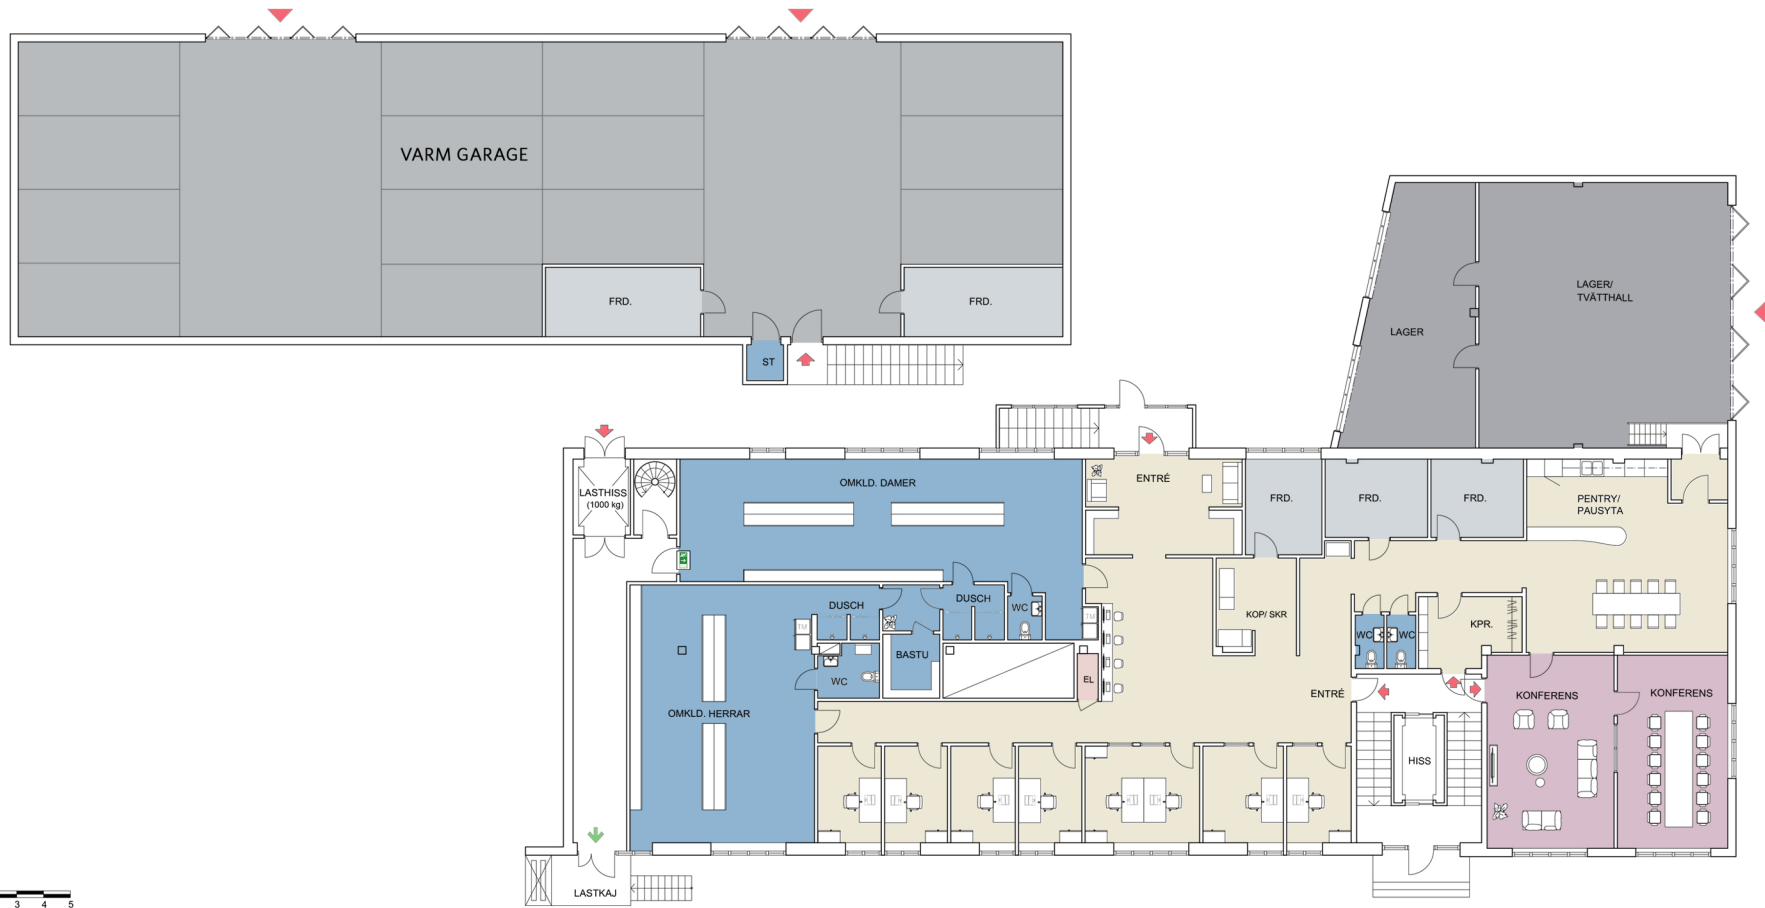 VARM GARAGE
FRD.
FRD.
ST
LAGER/
TVÄTTHALL
LAGER
LASTHISS
(1000 kg)
OMKLD. DAMER
ENTRÉ
FRD.
FRD.
FRD.
PENTRY/
PAUSYTA
DUSCH
DUSCH
WC
TM
TM
KOP/ SKR
WC
WC
KPR.
BASTU
WC
EL
OMKLD. HERRAR
ENTRÉ
KONFERENS
KONFERENS
HISS
LASTKAJ
3 4 5